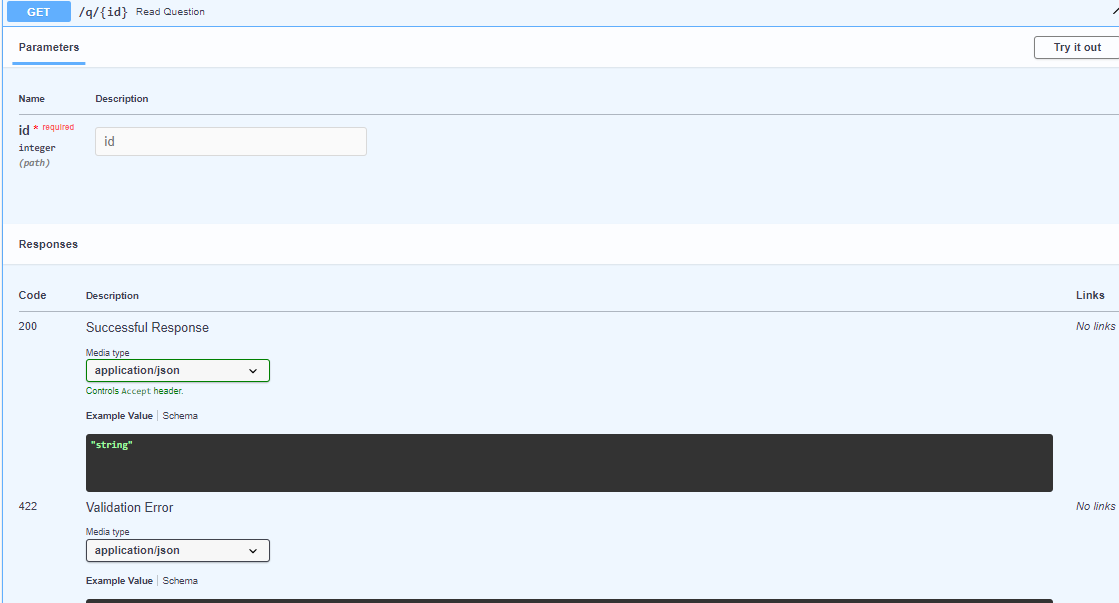 GET /q/{id} Read Question
Parameters
Try it out
Name Description
id * required
integer
(path)
id
Responses
Code Description Links
200 Successful Response No links
Media type
application/json
Controls Accept header.
Example Value Schema
"string"
422 Validation Error No links
Media type
application/json
Example Value Schema